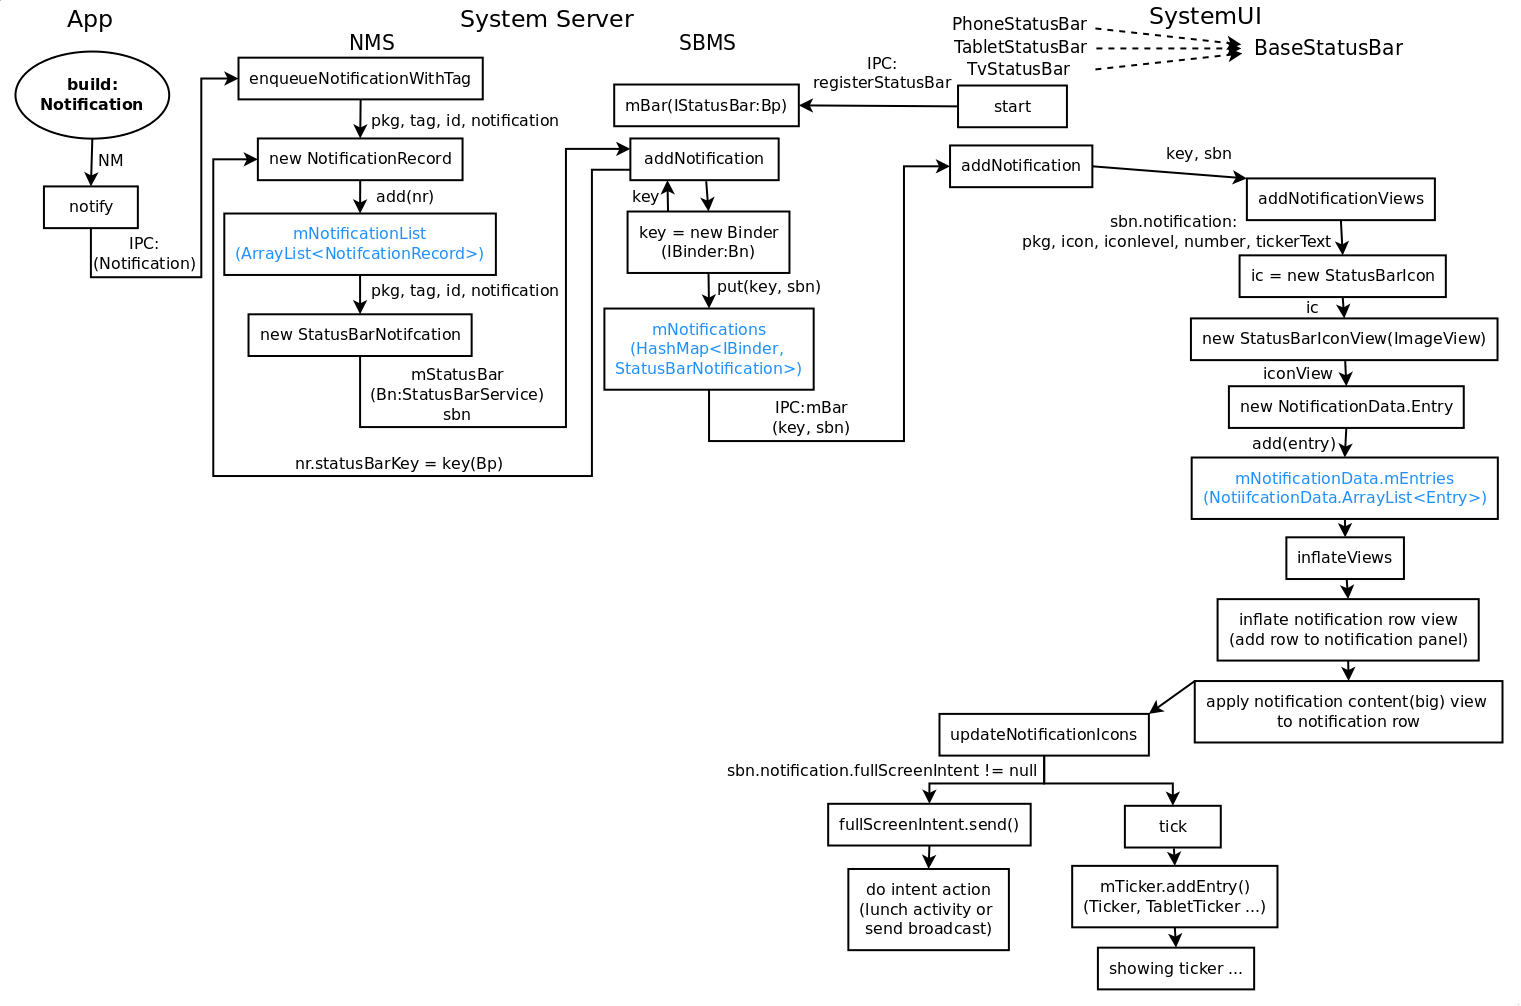 App
System Server
SystemUI
NMS
SBMS
PhoneStatusBar
TabletStatusBar
TvStatusBar
BaseStatusBar
build:
Notification
NM
notify
IPC:
(Notification)
enqueueNotificationWithTag
pkg, tag, id, notification
new NotificationRecord
add(nr)
mNotificationList
(ArrayList<NotifcationRecord>)
pkg, tag, id, notification
new StatusBarNotifcation
mStatusBar
(Bn:StatusBarService)
sbn
nr.statusBarKey = key(Bp)
IPC:
registerStatusBar
mBar(IStatusBar:Bp)
start
addNotification
key
key = new Binder
(IBinder:Bn)
put(key, sbn)
mNotifications
(HashMap<IBinder,
StatusBarNotification>)
IPC:mBar
(key, sbn)
addNotification
key, sbn
addNotificationViews
sbn.notification:
pkg, icon, iconlevel, number, tickerText
ic = new StatusBarIcon
ic
new StatusBarIconView(ImageView)
iconView
new NotificationData.Entry
add(entry)
mNotificationData.mEntries
(NotiifcationData.ArrayList<Entry>)
inflateViews
inflate notification row view
(add row to notification panel)
apply notification content(big) view
to notification row
updateNotificationIcons
sbn.notification.fullScreenIntent != null
fullScreenIntent.send()
do intent action
(lunch activity or
send broadcast)
tick
mTicker.addEntry()
(Ticker, TabletTicker ...)
showing ticker ...